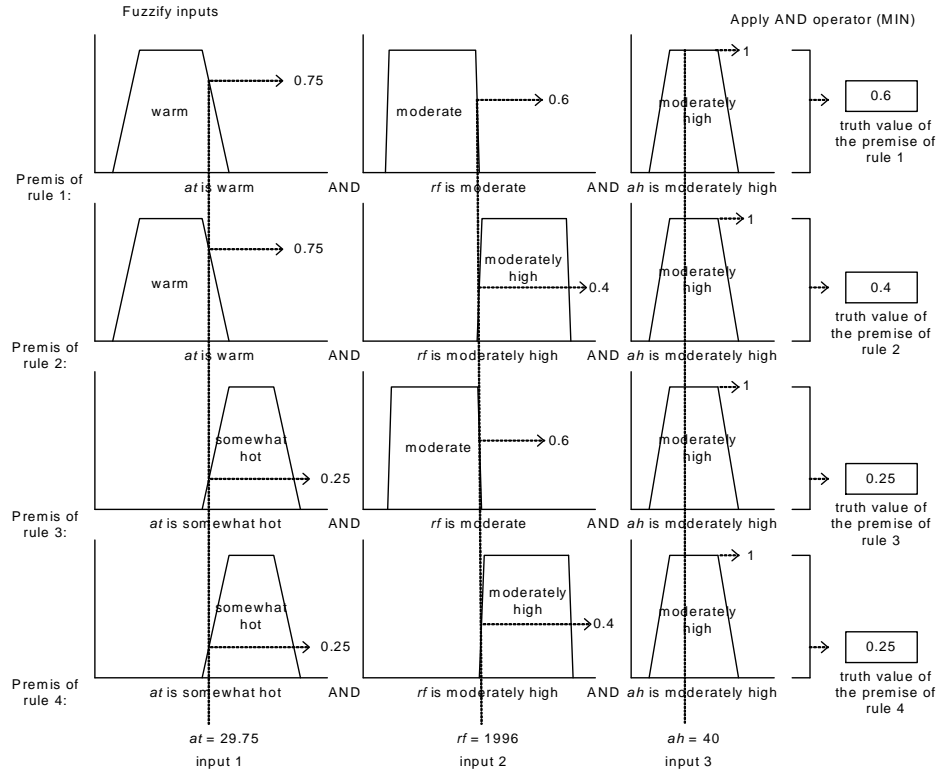 Fuzzify inputs
Apply AND operator (MIN)
warm
0.75
moderate
0.6
moderately
high
1
0.6
truth value of
the premise of
rule 1
Premis of
rule 1:
at is warm AND rf is moderate AND ah is moderately high
warm
0.75
moderately
high
0.4
moderately
high
1
0.4
truth value of
the premise of
rule 2
Premis of
rule 2:
at is warm AND rf is moderately high AND ah is moderately high
somewhat
hot
0.25
moderate
0.6
moderately
high
1
0.25
truth value of
the premise of
rule 3
Premis of
rule 3:
at is somewhat hot AND rf is moderate AND ah is moderately high
somewhat
hot
0.25
moderately
high
0.4
moderately
high
1
0.25
truth value of
the premise of
rule 4
Premis of
rule 4:
at is somewhat hot AND rf is moderately high AND ah is moderately high
at = 29.75 rf = 1996 ah = 40
input 1 input 2 input 3